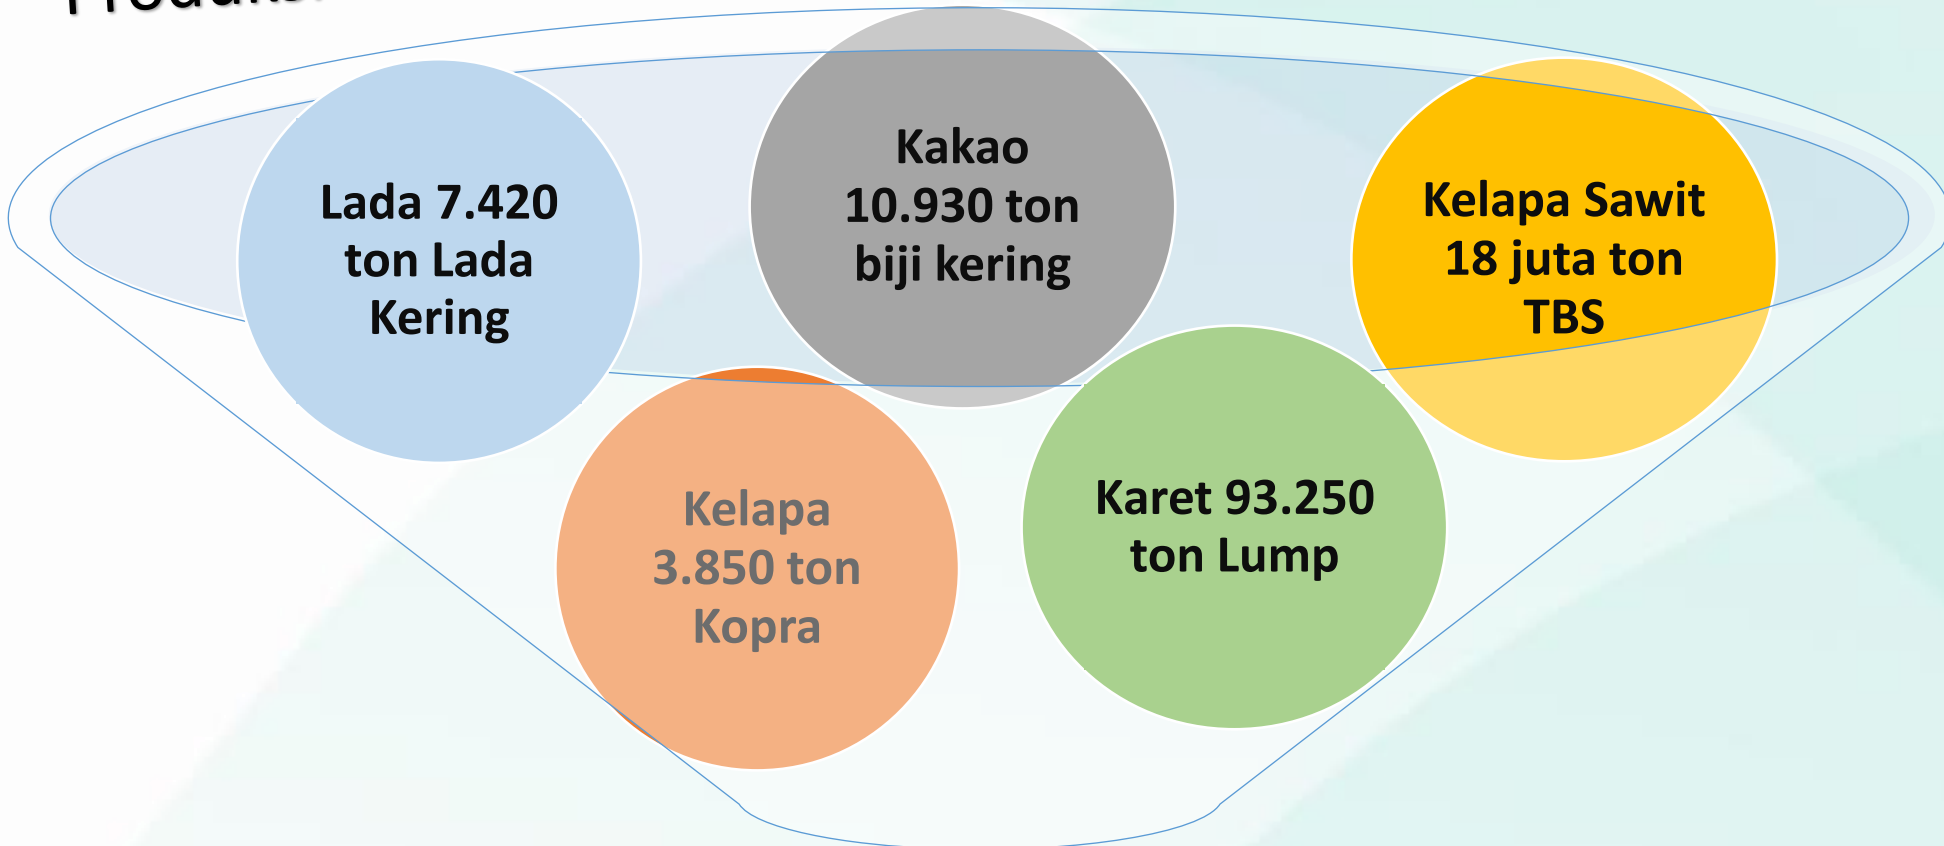 Lada 7.420
ton Lada
Kering
Kakao
10.930 ton
biji kering
Kelapa Sawit
18 juta ton
TBS
Kelapa
3.850 ton
Kopra
Karet 93.250
ton Lump